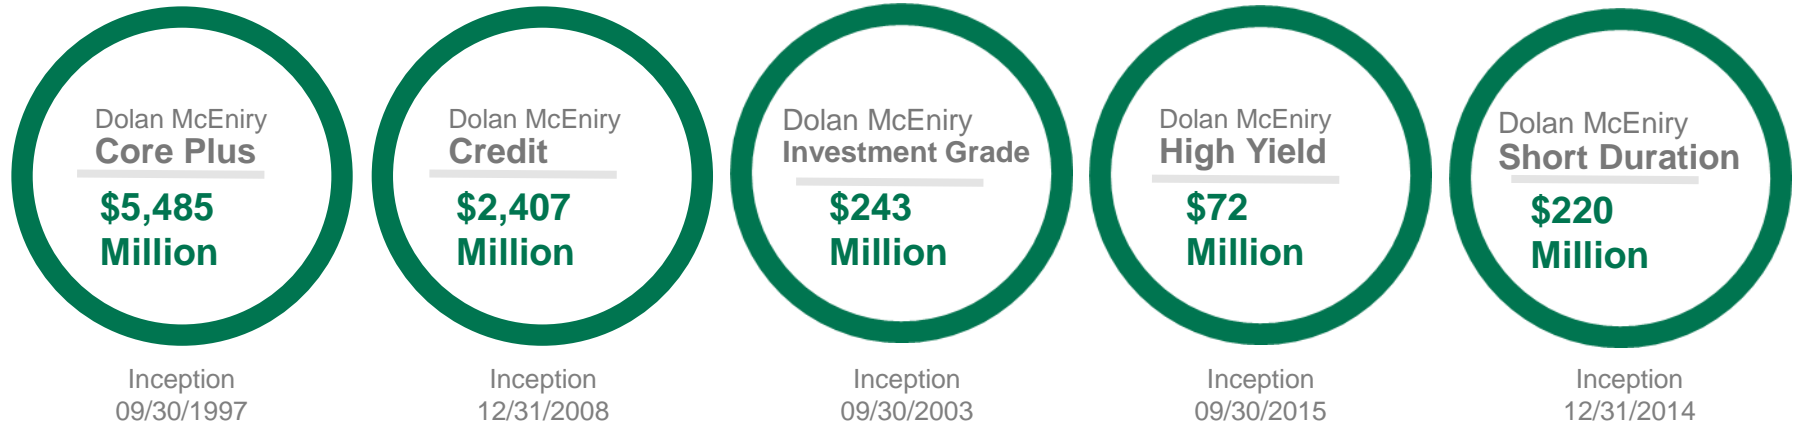 Dolan McEniry
Core Plus
$5,485
Million
Inception
09/30/1997
Dolan McEniry
Credit
$2,407
Million
Inception
12/31/2008
Dolan McEniry
Investment Grade
$243
Million
Inception
09/30/2003
Dolan McEniry
High Yield
$72
Million
Inception
09/30/2015
Dolan McEniry
Short Duration
$220
Million
Inception
12/31/2014